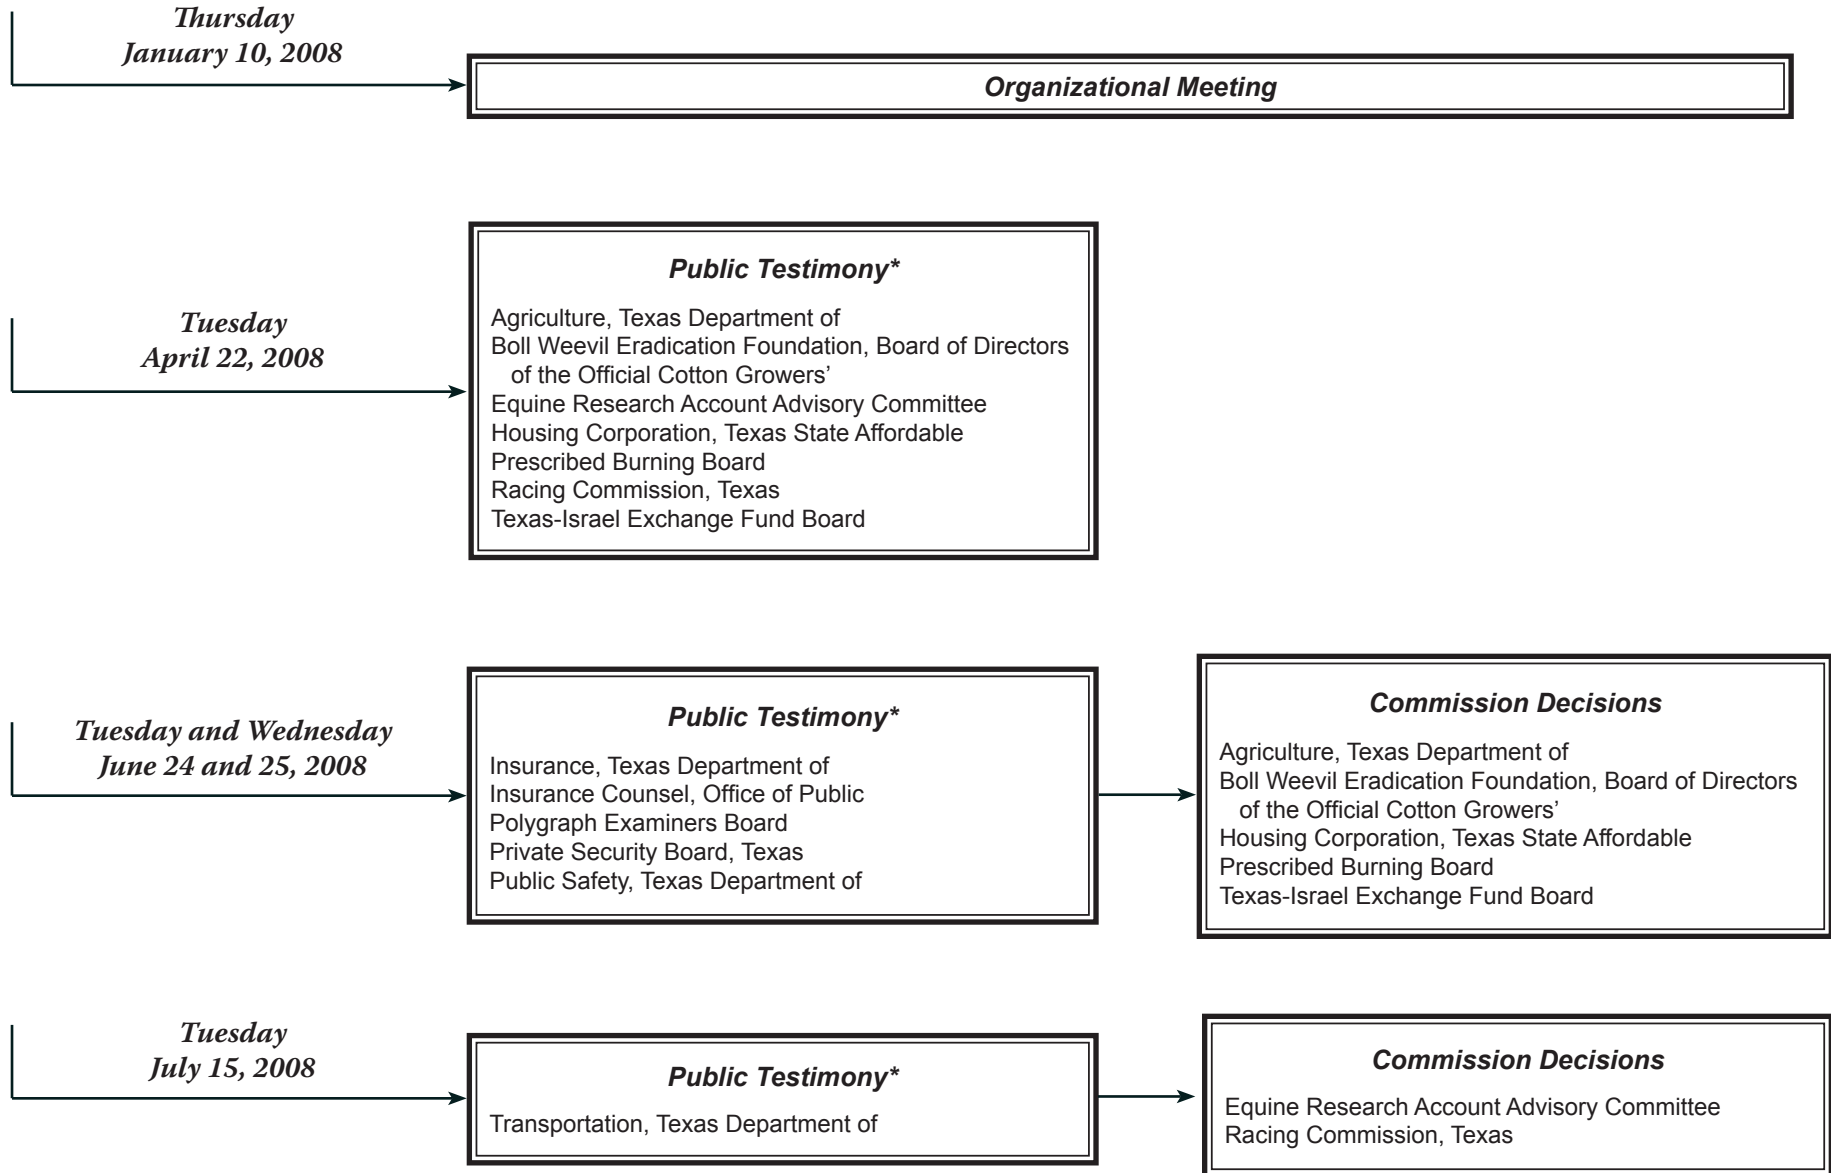 Thursday
January 10, 2008
Organizational Meeting
Tuesday
April 22, 2008
Public Testimony*
Agriculture, Texas Department of
Boll Weevil Eradication Foundation, Board of Directors
of the Official Cotton Growers’
Equine Research Account Advisory Committee
Housing Corporation, Texas State Affordable
Prescribed Burning Board
Racing Commission, Texas
Texas-Israel Exchange Fund Board
Tuesday and Wednesday
June 24 and 25, 2008
Public Testimony*
Insurance, Texas Department of
Insurance Counsel, Office of Public
Polygraph Examiners Board
Private Security Board, Texas
Public Safety, Texas Department of
Commission Decisions
Agriculture, Texas Department of
Boll Weevil Eradication Foundation, Board of Directors
of the Official Cotton Growers’
Housing Corporation, Texas State Affordable
Prescribed Burning Board
Texas-Israel Exchange Fund Board
Tuesday
July 15, 2008
Public Testimony*
Transportation, Texas Department of
Commission Decisions
Equine Research Account Advisory Committee
Racing Commission, Texas